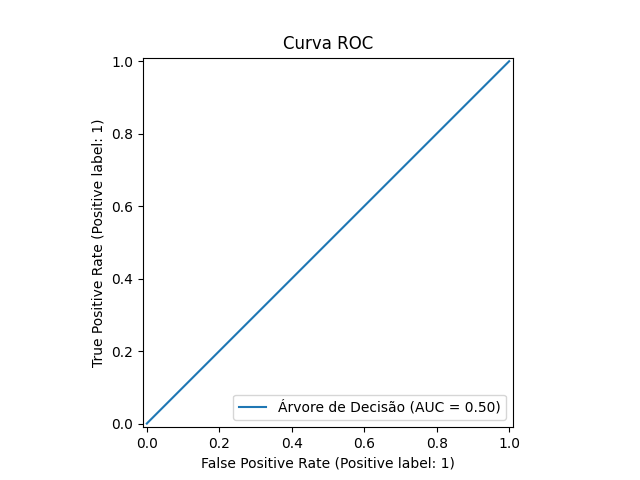 Curva ROC
1.0
0.8
0.6
0.4
0.2
0.0
True Positive Rate (Positive label: 1)
Árvore de Decisão (AUC = 0.50)
0.0 0.2 0.4 0.6 0.8 1.0
False Positive Rate (Positive label: 1)